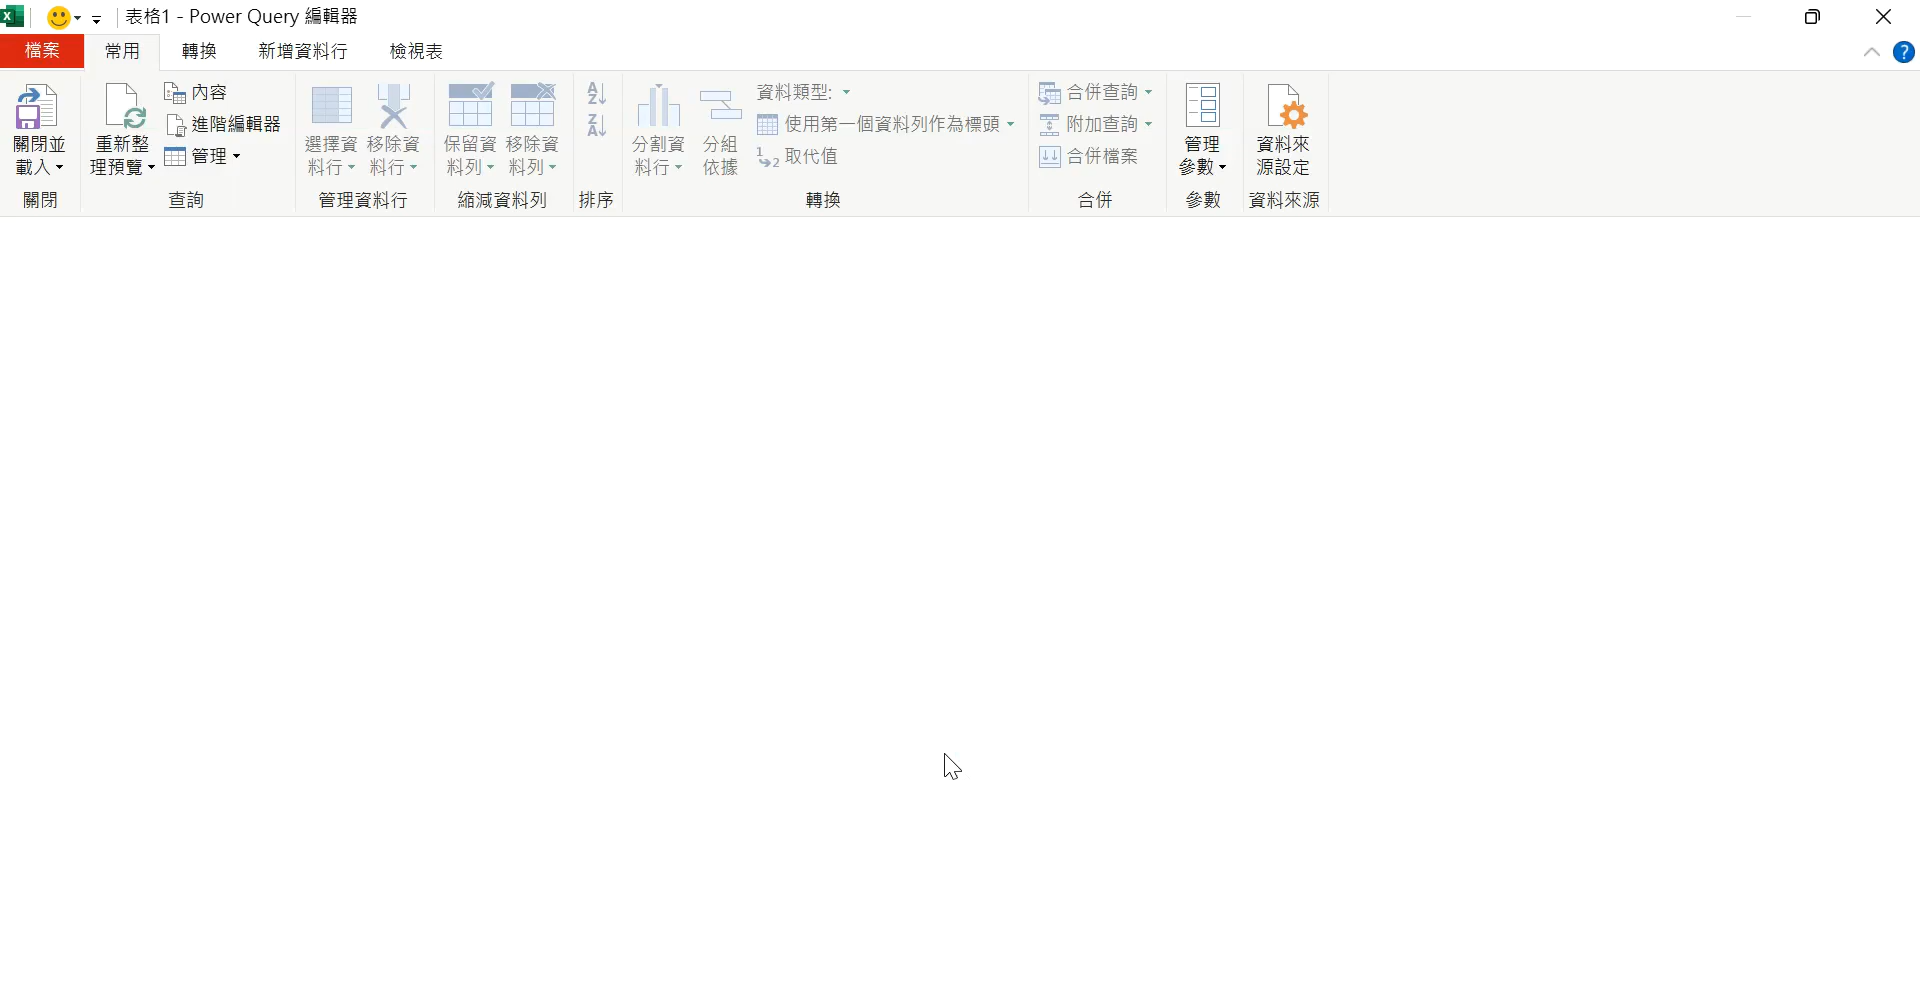 表格1 - Power Query 編輯器
檔案 常用 轉換 新增資料行 檢視表
關閉並載入
關閉
重新整理預覽
內容
進階編輯器
管理
查詢
選擇資料行
移除資料行
管理資料行
保留資料列
移除資料列
縮減資料列
排序
分割資料行
分組依據
資料類型:
使用第一個資料列作為標頭
取代值
轉換
合併查詢
附加查詢
合併檔案
合併
管理參數
參數
資料來源設定
資料來源